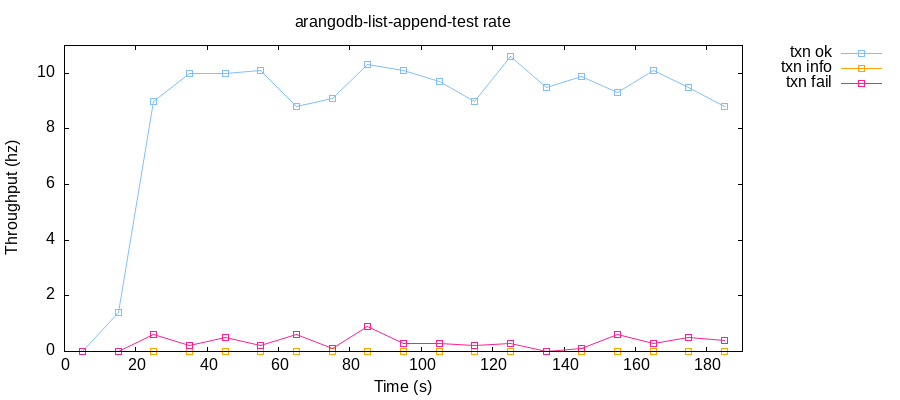 arangodb-list-append-test rate
txn ok
txn info
txn fail
Throughput (hz)
10
8
6
4
2
0
0 20 40 60 80 100 120 140 160 180
Time (s)